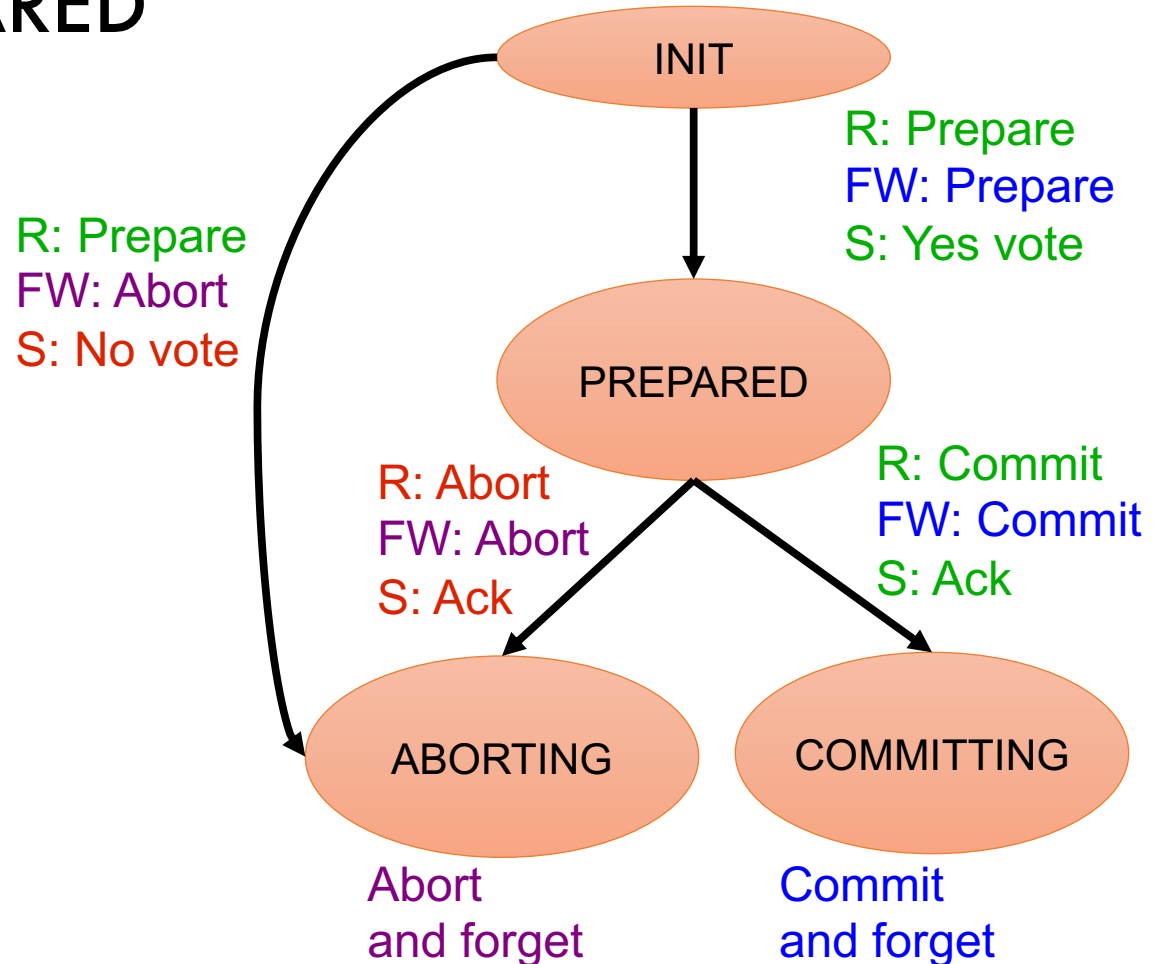 INIT
R: Prepare
FW: Prepare
S: Yes vote
R: Prepare
FW: Abort
S: No vote
PREPARED
R: Abort
FW: Abort
S: Ack
R: Commit
FW: Commit
S: Ack
ABORTING
COMMITTING
Abort
and forget
Commit
and forget